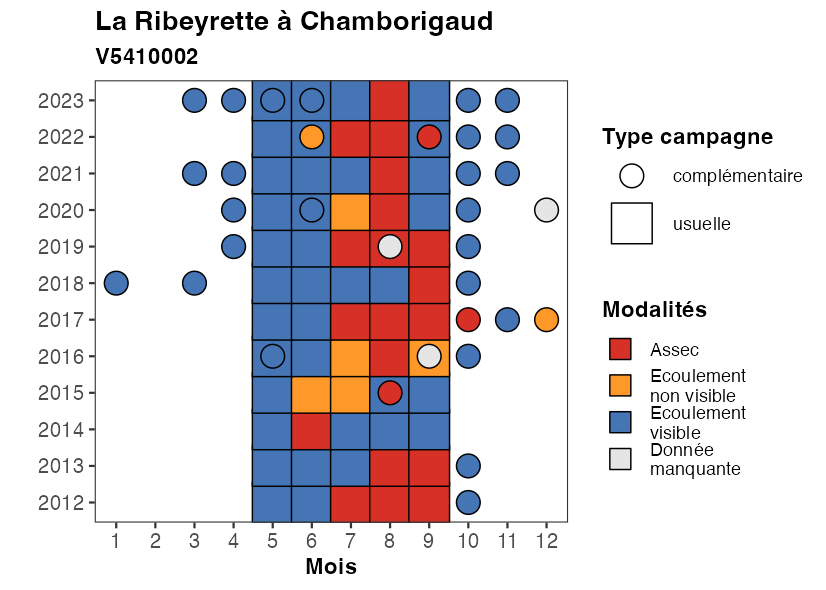 La Ribeyrette à Chamborigaud
V5410002
2023
2022
2021
2020
2019
2018
2017
2016
2015
2014
2013
2012
1 2 3 4 5 6 7 8 9 10 11 12
Mois
Type campagne
complémentaire
usuelle
Modalités
Assec
Ecoulement
non visible
Ecoulement
visible
Donnée
manquante